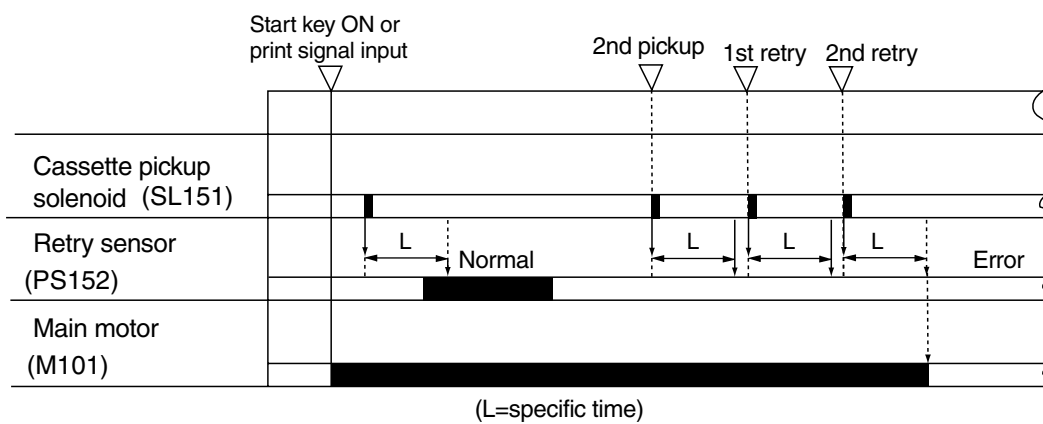 Start key ON or
print signal input
2nd pickup
1st retry
2nd retry
Cassette pickup
solenoid (SL151)
Retry sensor
(PS152)
L
Normal
L
L
L
Error
Main motor
(M101)
(L=specific time)